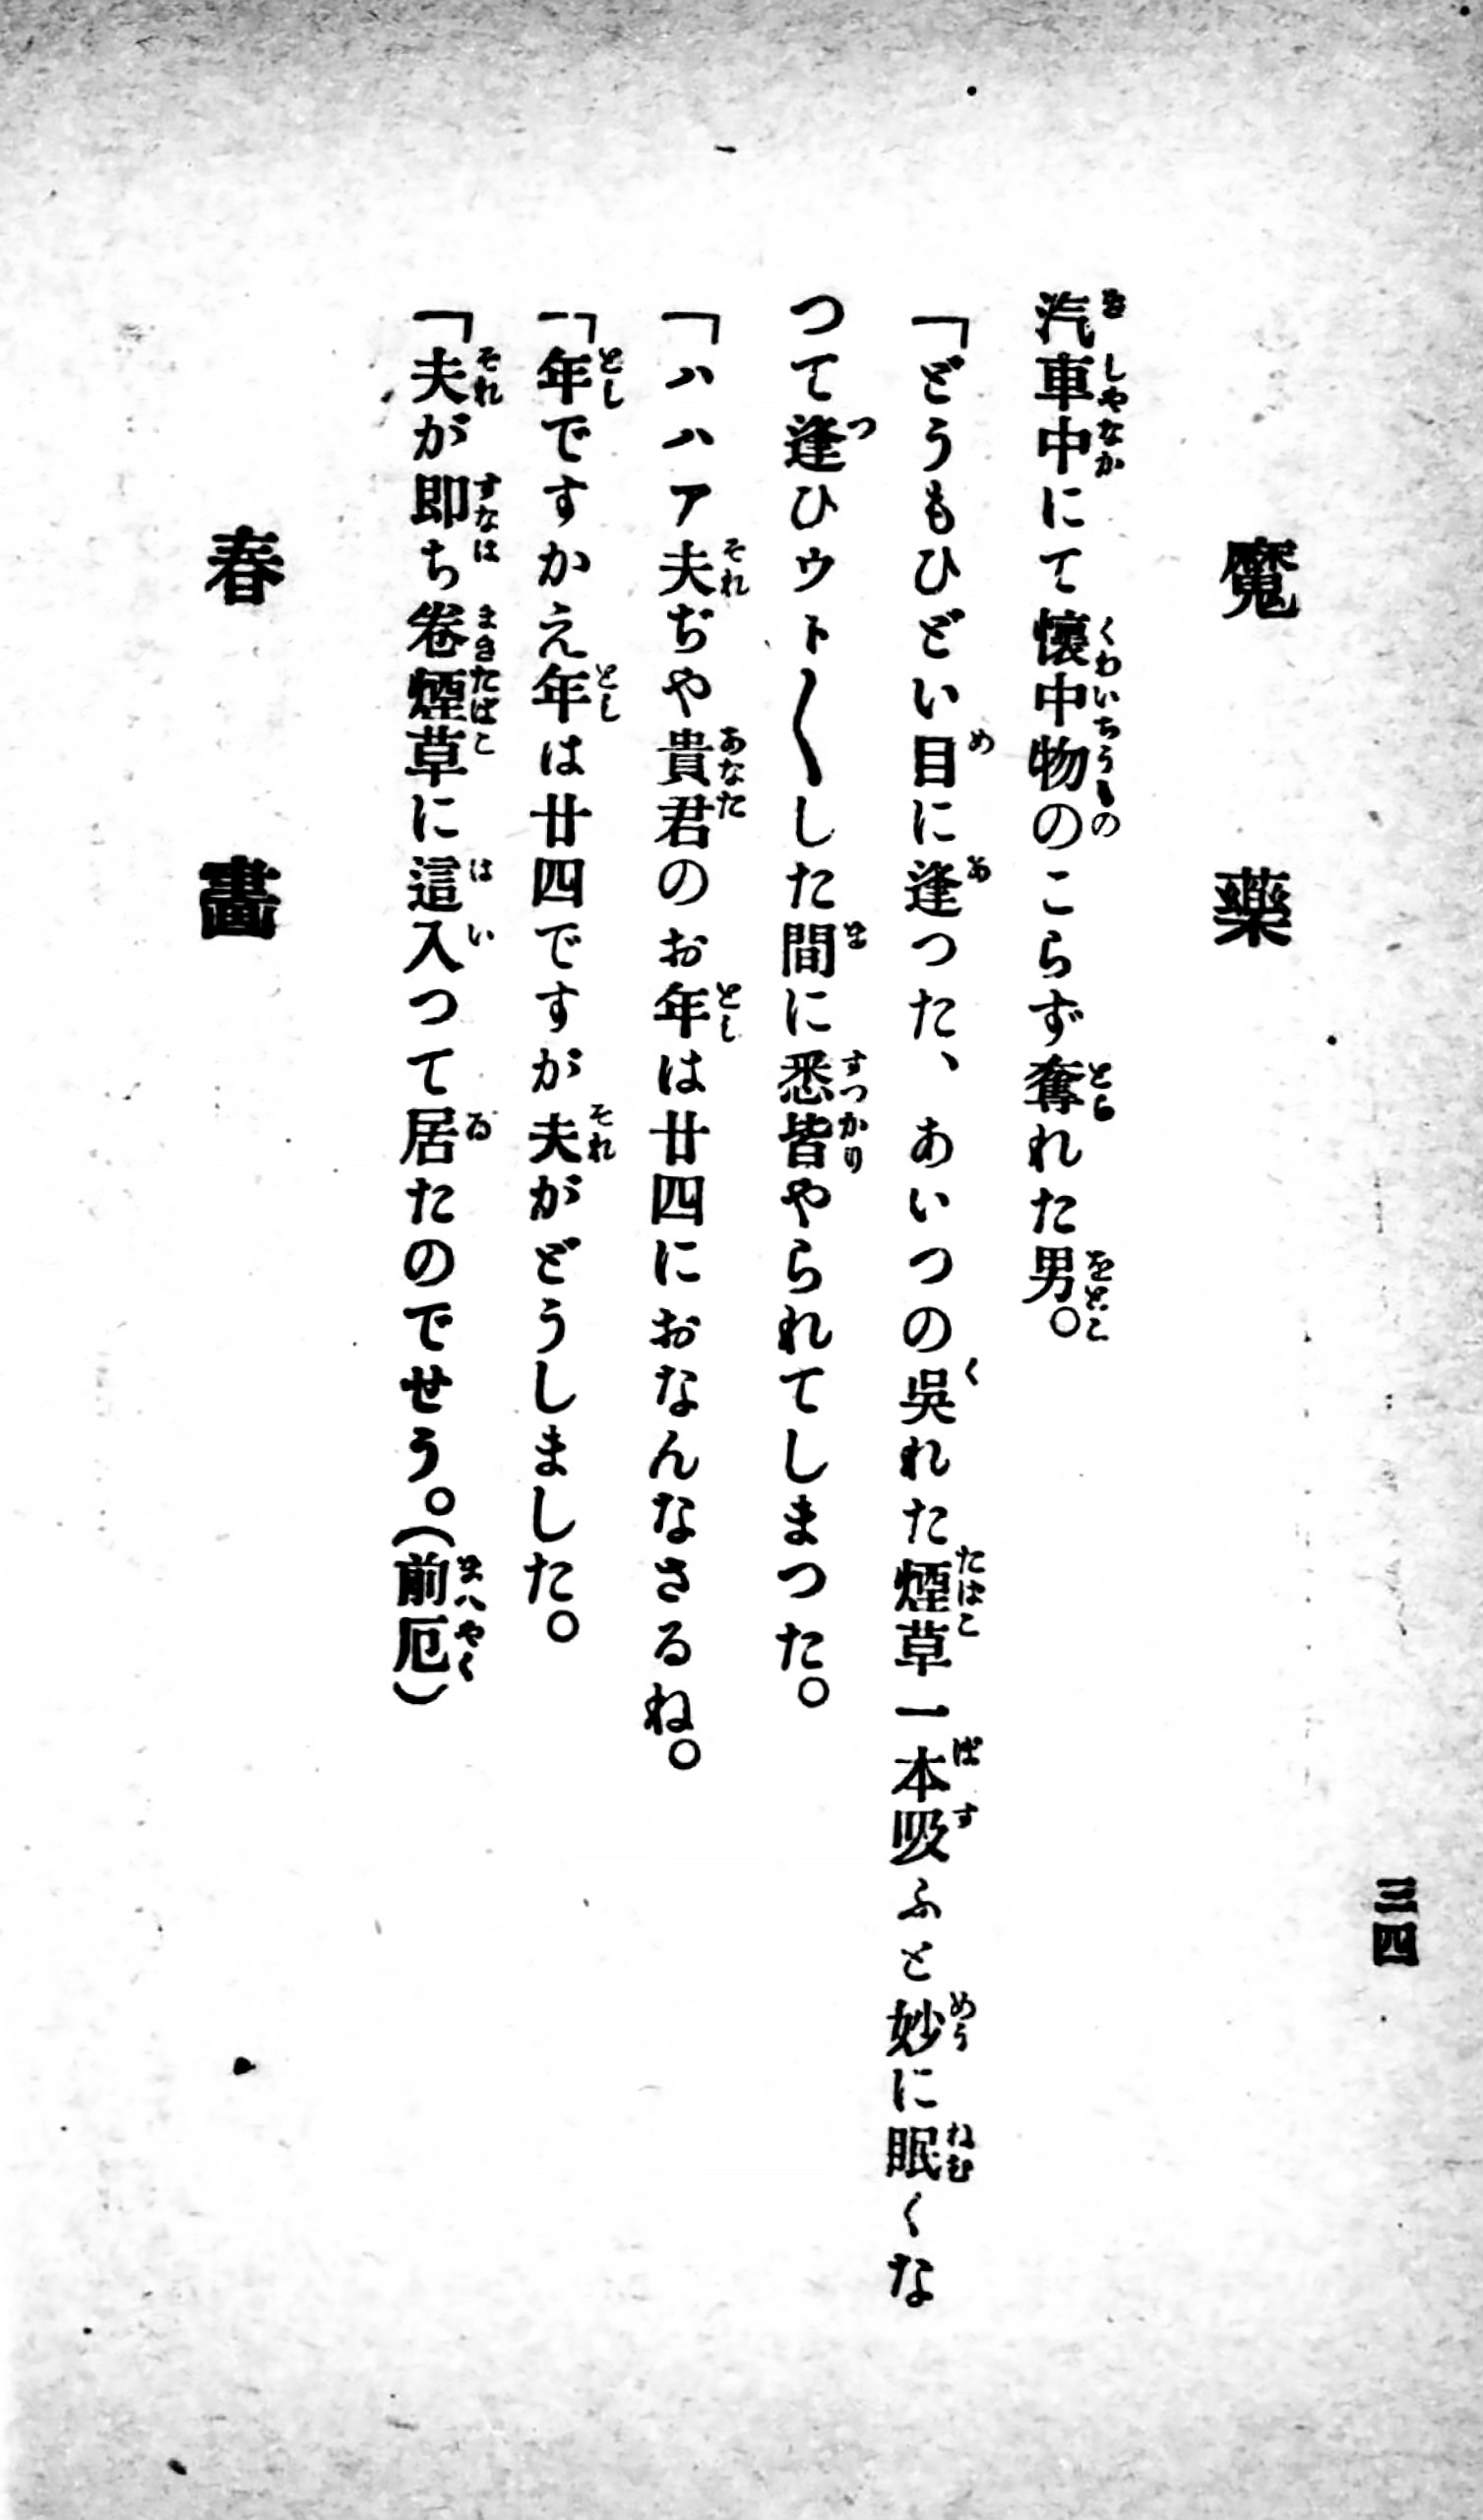 三四
魔藥
汽車中にて懷中物のこらず奪れた男。
「どうもひどい目に逢つた、あいつの吳れた煙草一本吸ふと妙に眠くな
つて逢ひウト〳〵した間に悉皆やられてしまつた。
「ハハハア夫ぢや貴君のお年は廿四におなんなさるね。
「年ですかえ年は廿四ですが夫がどうしました。
「夫が即ち卷煙草に這入つて居たのでせう。(前厄)
春畫